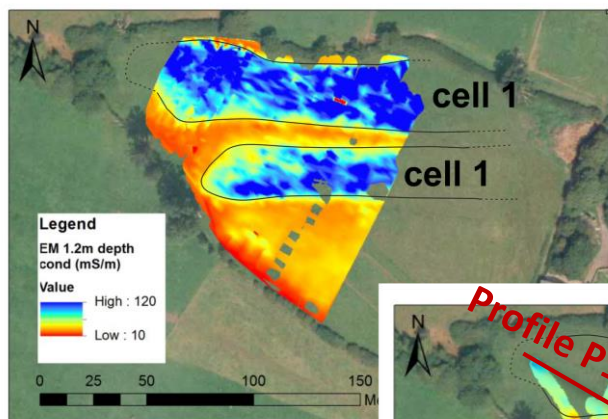 N
cell 1
cell 1
Legend
EM 1.2m depth
cond (mS/m)
Value
High : 120
Low : 10
0 50 100 150
N
Profile